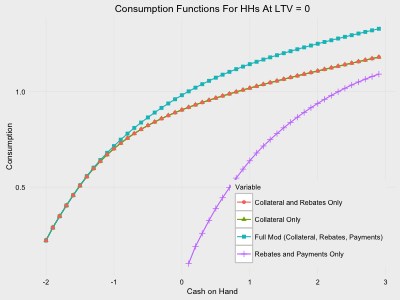 Consumption Functions For HHs At LTV = 0
Consumption
1.0
0.5
-2
-1
0
1
2
3
Cash on Hand
Variable
Collateral and Rebates Only
Collateral Only
Full Mod (Collateral, Rebates, Payments)
Rebates and Payments Only